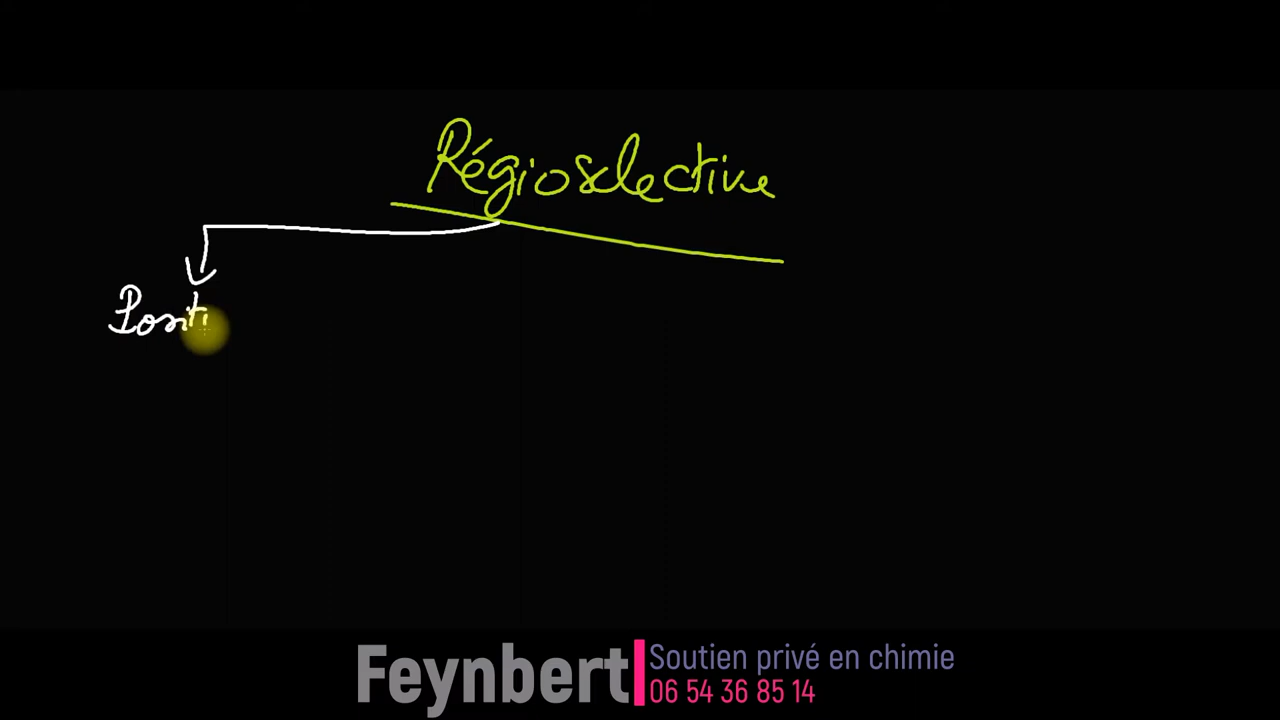 Régioselective
Positi
Feynbert
Soutien privé en chimie
06 54 36 85 14